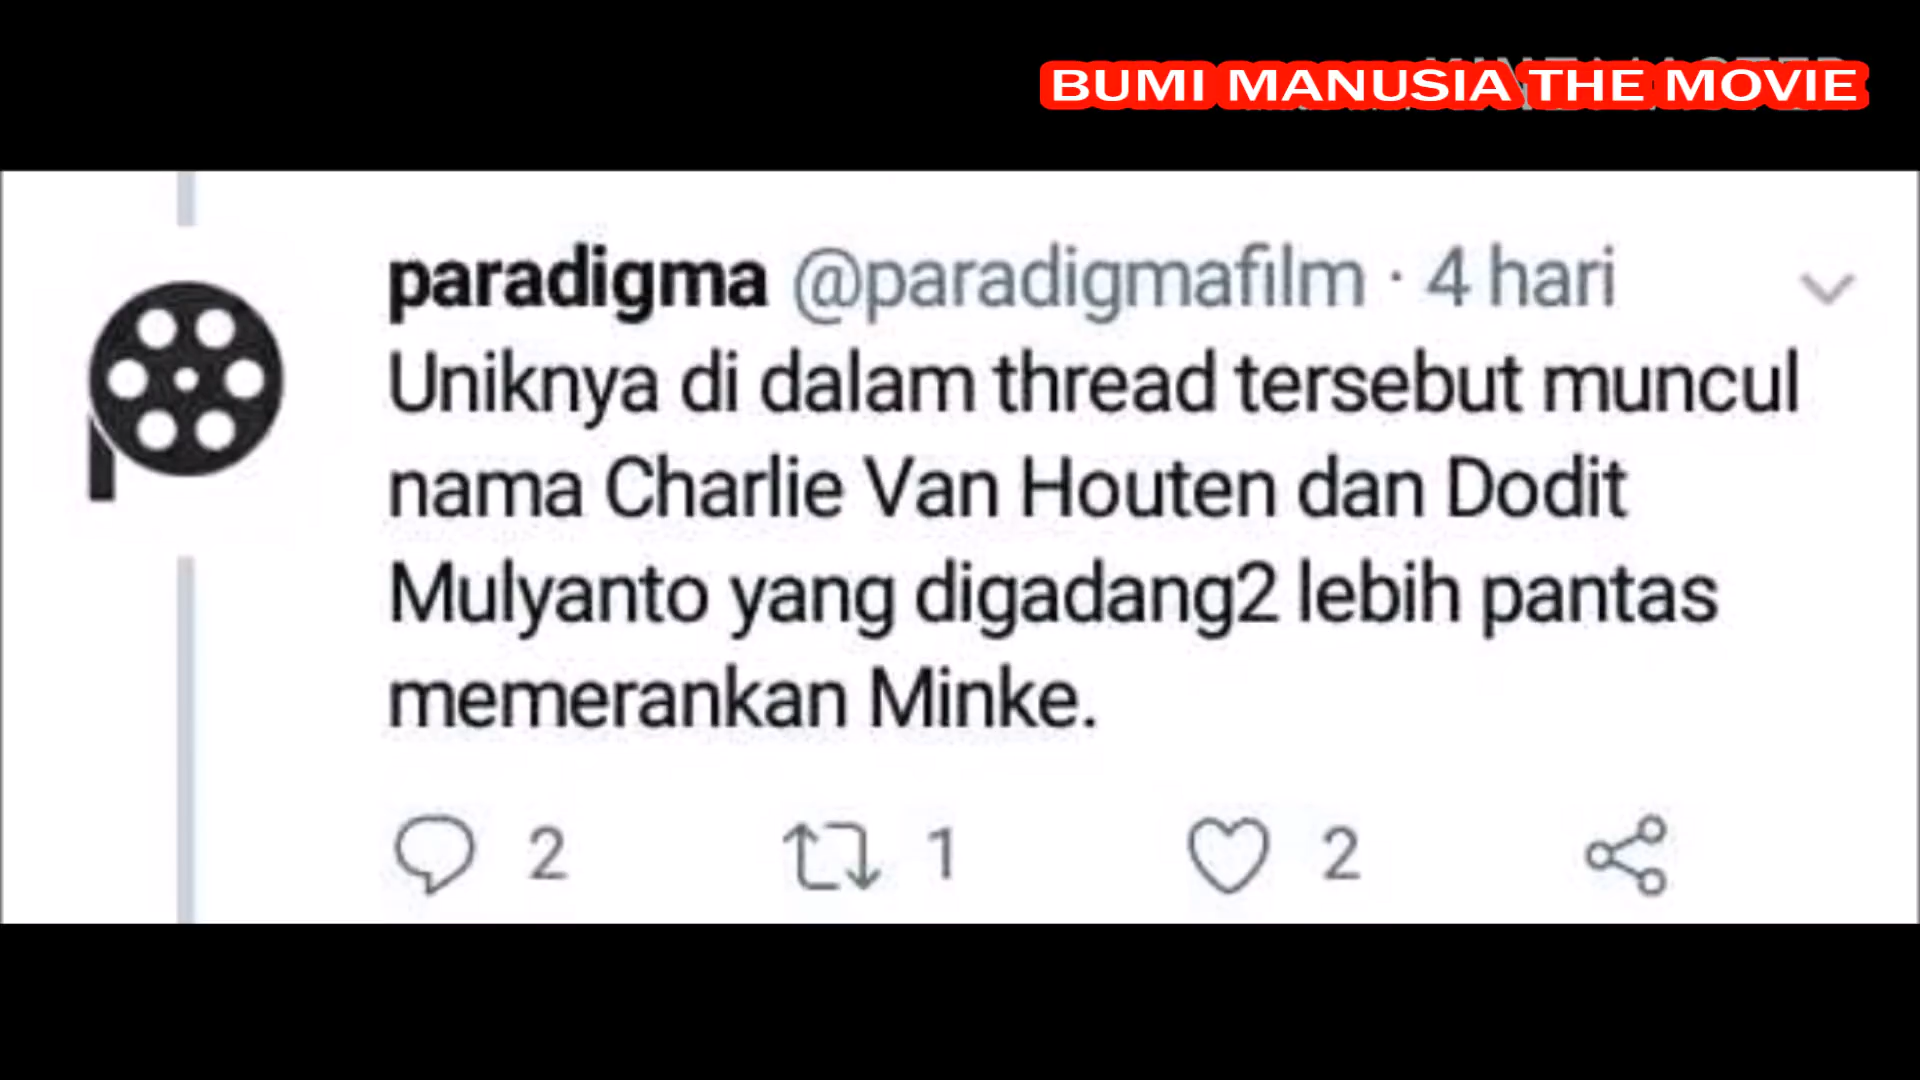 BUMI MANUSIA THE MOVIE
paradigma @paradigmafilm · 4 hari
Uniknya di dalam thread tersebut muncul
nama Charlie Van Houten dan Dodit
Mulyanto yang digadang2 lebih pantas
memerankan Minke.
2 1 2